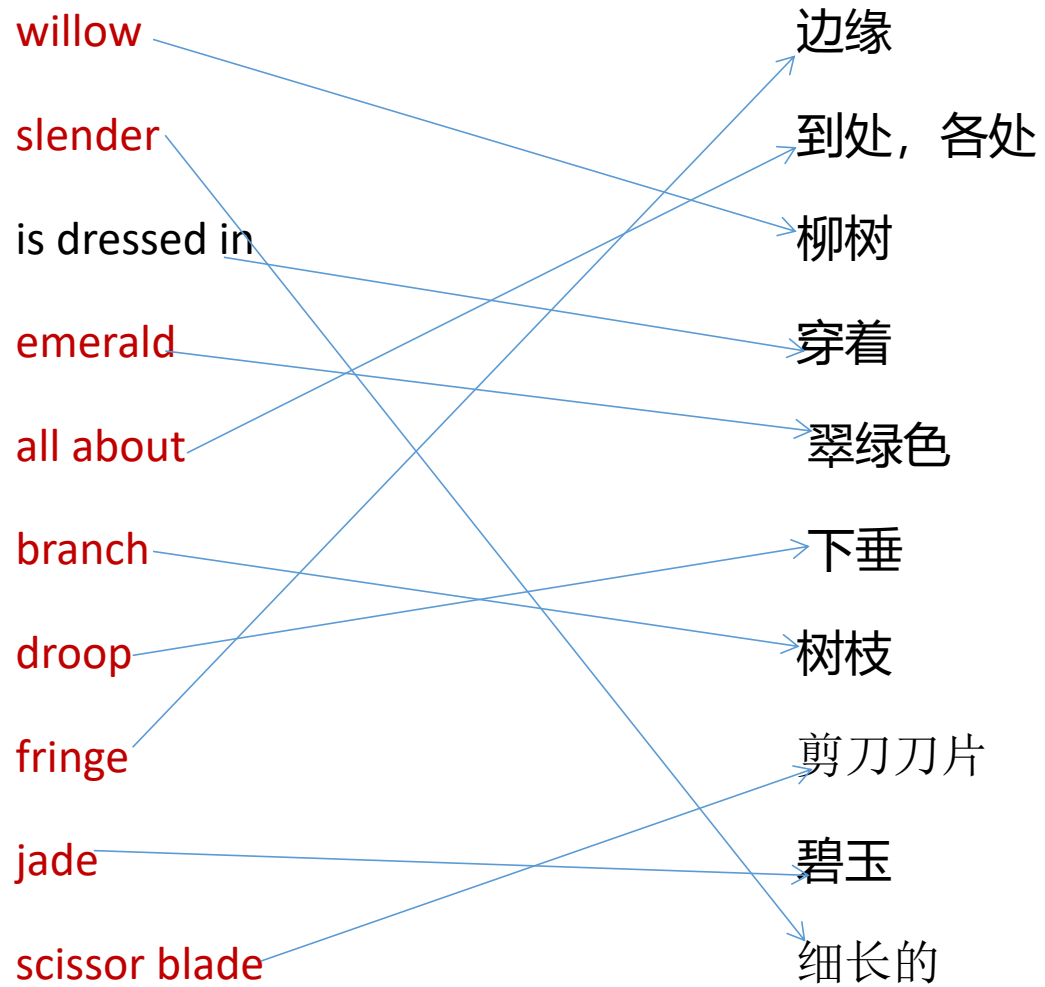 willow 边缘
slender 到处，各处
is dressed in 柳树
emerald 穿着
all about 翠绿色
branch 下垂
droop 树枝
fringe 剪刀刀片
jade 碧玉
scissor blade 细长的